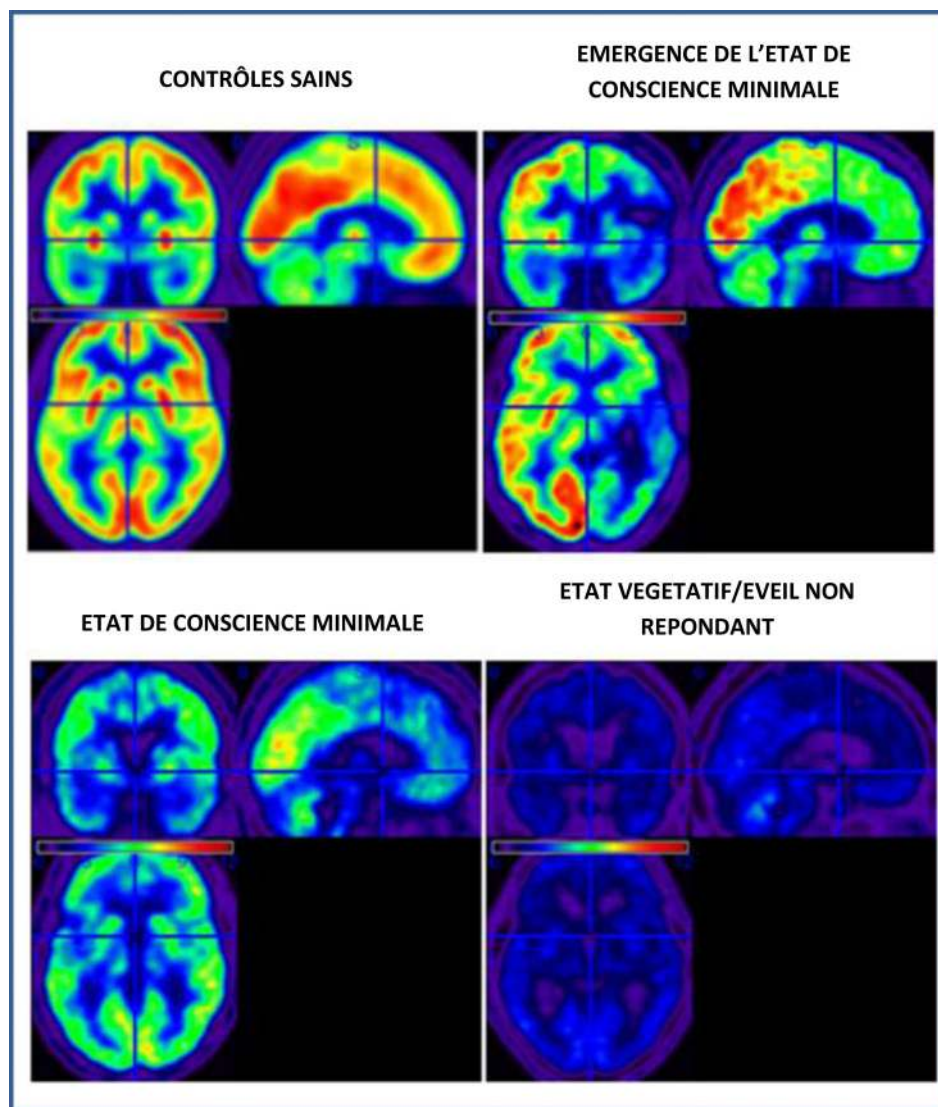 CONTRÔLES SAINS
EMERGENCE DE L’ETAT DE
CONSCIENCE MINIMALE
ETAT DE CONSCIENCE MINIMALE
ETAT VEGETATIF/EVEIL NON
REPONDANT